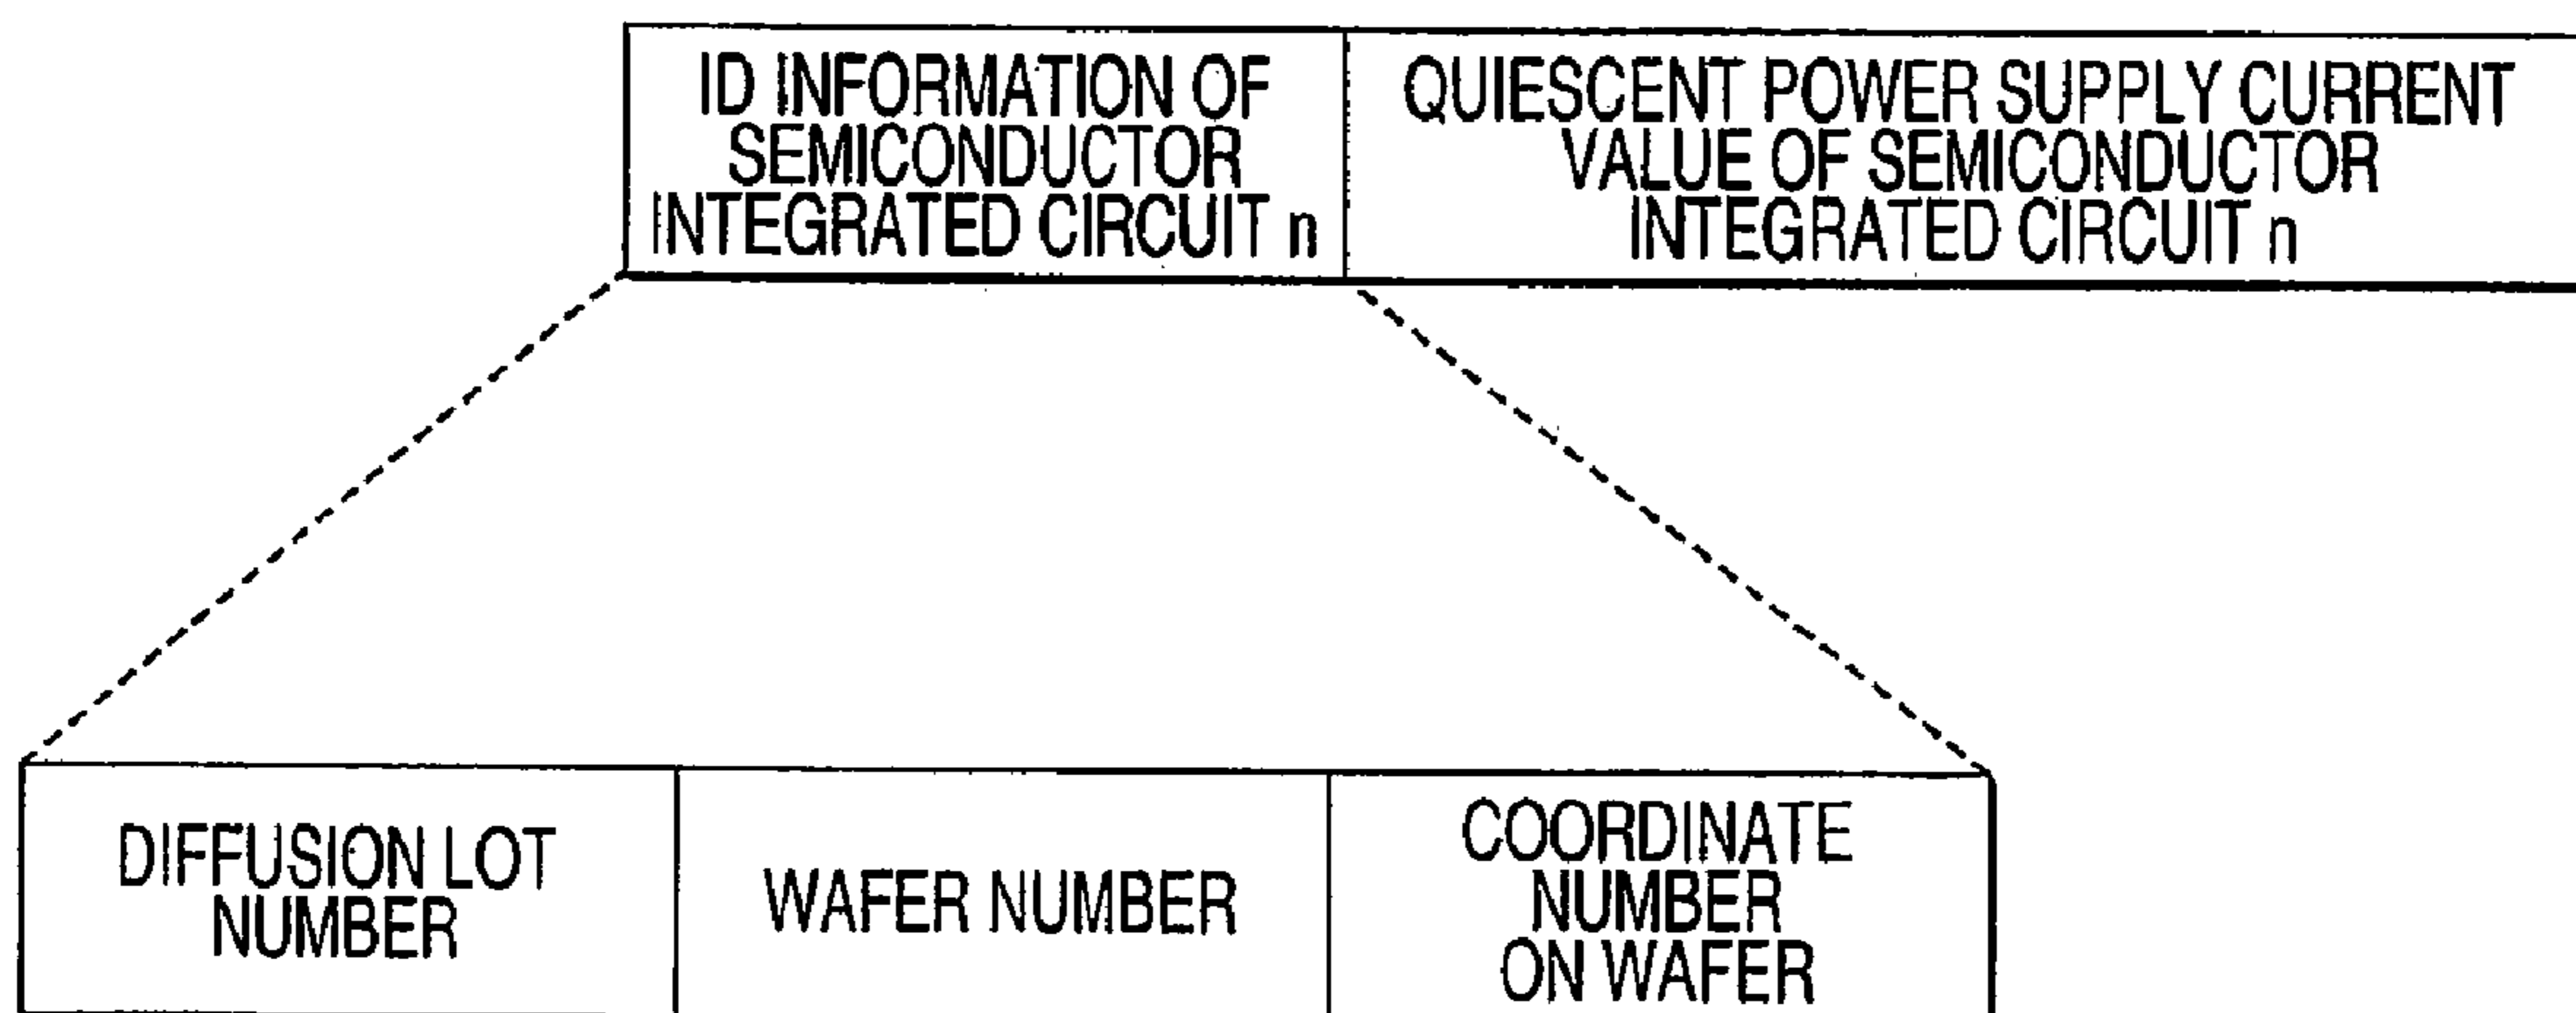 ID INFORMATION OF
SEMICONDUCTOR
INTEGRATED CIRCUIT n
QUIESCENT POWER SUPPLY CURRENT
VALUE OF SEMICONDUCTOR
INTEGRATED CIRCUIT n
DIFFUSION LOT
NUMBER
WAFER NUMBER
COORDINATE
NUMBER
ON WAFER